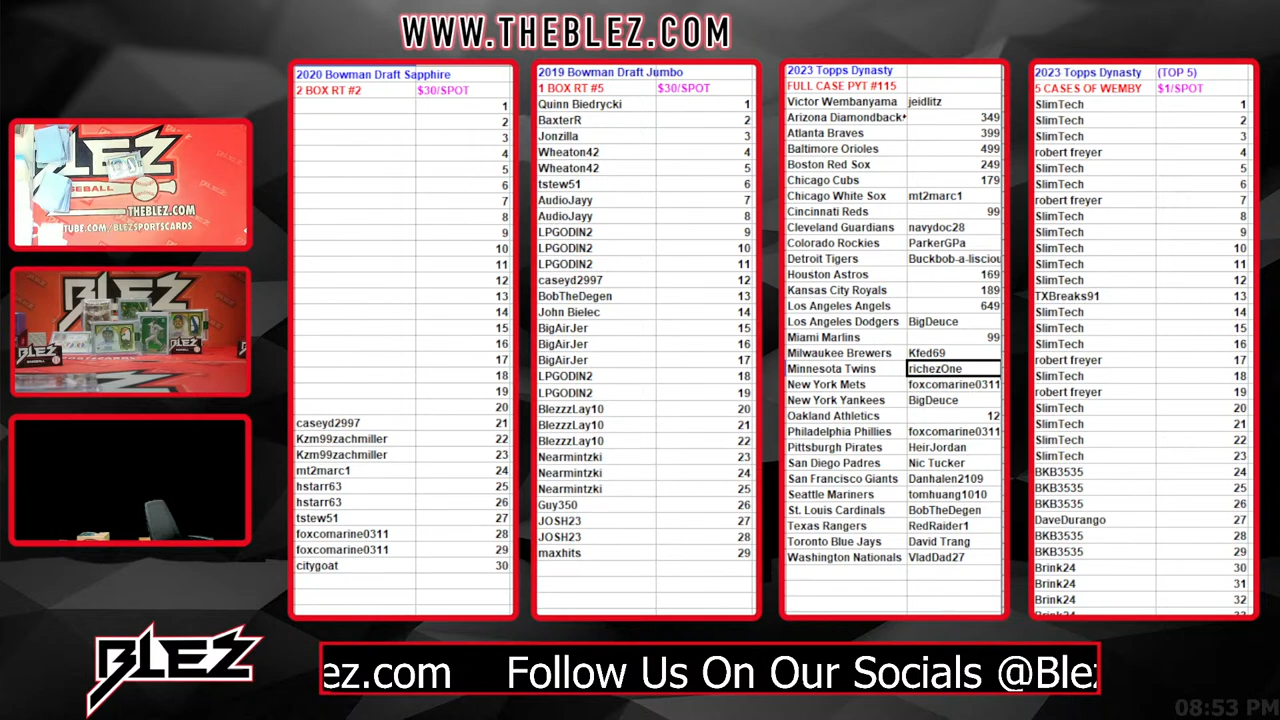 WWW.THEBLEZ.COM
BLEZ
BASEBALL
THEBLEZ.COM
TUBE.COM/BLEZSPORTSCARDS
BLEZ
2020 Bowman Draft Sapphire
2 BOX RT #2 $30/SPOT
1
2
3
4
5
6
7
8
9
10
11
12
13
14
15
16
17
18
19
20
caseyd2997 21
Kzm99zachmiller 22
Kzm99zachmiller 23
mt2marc1 24
hstarr63 25
hstarr63 26
tstew51 27
foxcomarine0311 28
foxcomarine0311 29
citygoat 30
2019 Bowman Draft Jumbo
1 BOX RT #5 $30/SPOT
Quinn Biedrycki 1
BaxterR 2
Jonzilla 3
Wheaton42 4
Wheaton42 5
tstew51 6
AudioJayy 7
AudioJayy 8
LPGODIN2 9
LPGODIN2 10
LPGODIN2 11
caseyd2997 12
BobTheDegen 13
John Bielec 14
BigAirJer 15
BigAirJer 16
BigAirJer 17
LPGODIN2 18
LPGODIN2 19
BlezzzLay10 20
BlezzzLay10 21
BlezzzLay10 22
Nearmintzki 23
Nearmintzki 24
Nearmintzki 25
Guy350 26
JOSH23 27
JOSH23 28
maxhits 29
2023 Topps Dynasty
FULL CASE PYT #115
Victor Wembanyama jeidlitz
Arizona Diamondback 349
Atlanta Braves 399
Baltimore Orioles 499
Boston Red Sox 249
Chicago Cubs 179
Chicago White Sox mt2marc1
Cincinnati Reds 99
Cleveland Guardians navydoc28
Colorado Rockies ParkerGPa
Detroit Tigers Buckbob-a-lisciou
Houston Astros 169
Kansas City Royals 189
Los Angeles Angels 649
Los Angeles Dodgers BigDeuce
Miami Marlins 99
Milwaukee Brewers Kfed69
Minnesota Twins richezOne
New York Mets foxcomarine0311
New York Yankees BigDeuce
Oakland Athletics 12
Philadelphia Phillies foxcomarine0311
Pittsburgh Pirates HeirJordan
San Diego Padres Nic Tucker
San Francisco Giants Danhalen2109
Seattle Mariners tomhuang1010
St. Louis Cardinals BobTheDegen
Texas Rangers RedRaider1
Toronto Blue Jays David Trang
Washington Nationals VladDad27
2023 Topps Dynasty (TOP 5)
5 CASES OF WEMBY $1/SPOT
SlimTech 1
SlimTech 2
SlimTech 3
robert freyer 4
SlimTech 5
SlimTech 6
robert freyer 7
SlimTech 8
SlimTech 9
SlimTech 10
SlimTech 11
SlimTech 12
TXBreaks91 13
SlimTech 14
SlimTech 15
SlimTech 16
robert freyer 17
SlimTech 18
robert freyer 19
SlimTech 20
SlimTech 21
SlimTech 22
SlimTech 23
BKB3535 24
BKB3535 25
BKB3535 26
DaveDurango 27
BKB3535 28
BKB3535 29
Brink24 30
Brink24 31
Brink24 32
Brink24 33
BLEZ
ez.com Follow Us On Our Socials @Blez
08:53 PM